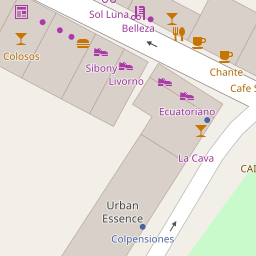 Sol Luna
Belleza
Colosos
Sibony
Livorno
Chante
Cafe S
Ecuatoriano
La Cava
CAI
Urban
Essence
Colpensiones